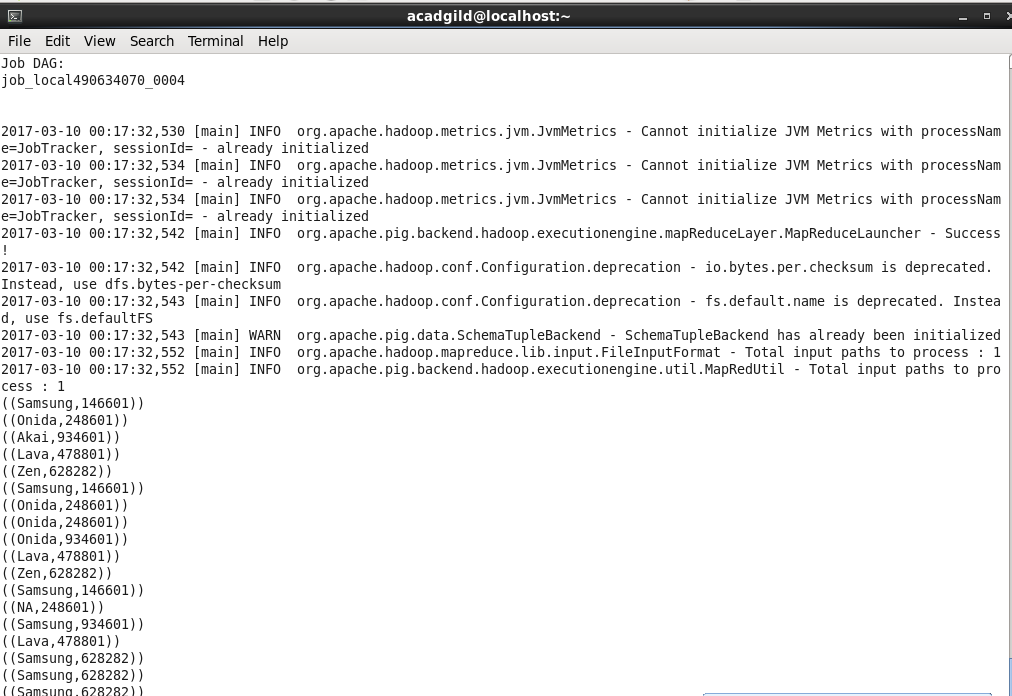 acadgild@localhost:~
File Edit View Search Terminal Help
Job DAG:
job_local490634070_0004
2017-03-10 00:17:32,530 [main] INFO  org.apache.hadoop.metrics.jvm.JvmMetrics - Cannot initialize JVM Metrics with processNam
e=JobTracker, sessionId= - already initialized
2017-03-10 00:17:32,534 [main] INFO  org.apache.hadoop.metrics.jvm.JvmMetrics - Cannot initialize JVM Metrics with processNam
e=JobTracker, sessionId= - already initialized
2017-03-10 00:17:32,534 [main] INFO  org.apache.hadoop.metrics.jvm.JvmMetrics - Cannot initialize JVM Metrics with processNam
e=JobTracker, sessionId= - already initialized
2017-03-10 00:17:32,542 [main] INFO  org.apache.pig.backend.hadoop.executionengine.mapReduceLayer.MapReduceLauncher - Success
!
2017-03-10 00:17:32,542 [main] INFO  org.apache.hadoop.conf.Configuration.deprecation - io.bytes.per.checksum is deprecated.
Instead, use dfs.bytes-per-checksum
2017-03-10 00:17:32,543 [main] INFO  org.apache.hadoop.conf.Configuration.deprecation - fs.default.name is deprecated. Instea
d, use fs.defaultFS
2017-03-10 00:17:32,543 [main] WARN  org.apache.pig.data.SchemaTupleBackend - SchemaTupleBackend has already been initialized
2017-03-10 00:17:32,552 [main] INFO  org.apache.hadoop.mapreduce.lib.input.FileInputFormat - Total input paths to process : 1
2017-03-10 00:17:32,552 [main] INFO  org.apache.pig.backend.hadoop.executionengine.util.MapRedUtil - Total input paths to pro
cess : 1
((Samsung,146601))
((Onida,248601))
((Akai,934601))
((Lava,478801))
((Zen,628282))
((Samsung,146601))
((Onida,248601))
((Onida,248601))
((Onida,934601))
((Lava,478801))
((Zen,628282))
((Samsung,146601))
((NA,248601))
((Samsung,934601))
((Lava,478801))
((Samsung,628282))
((Samsung,628282))
((Samsung,628282))